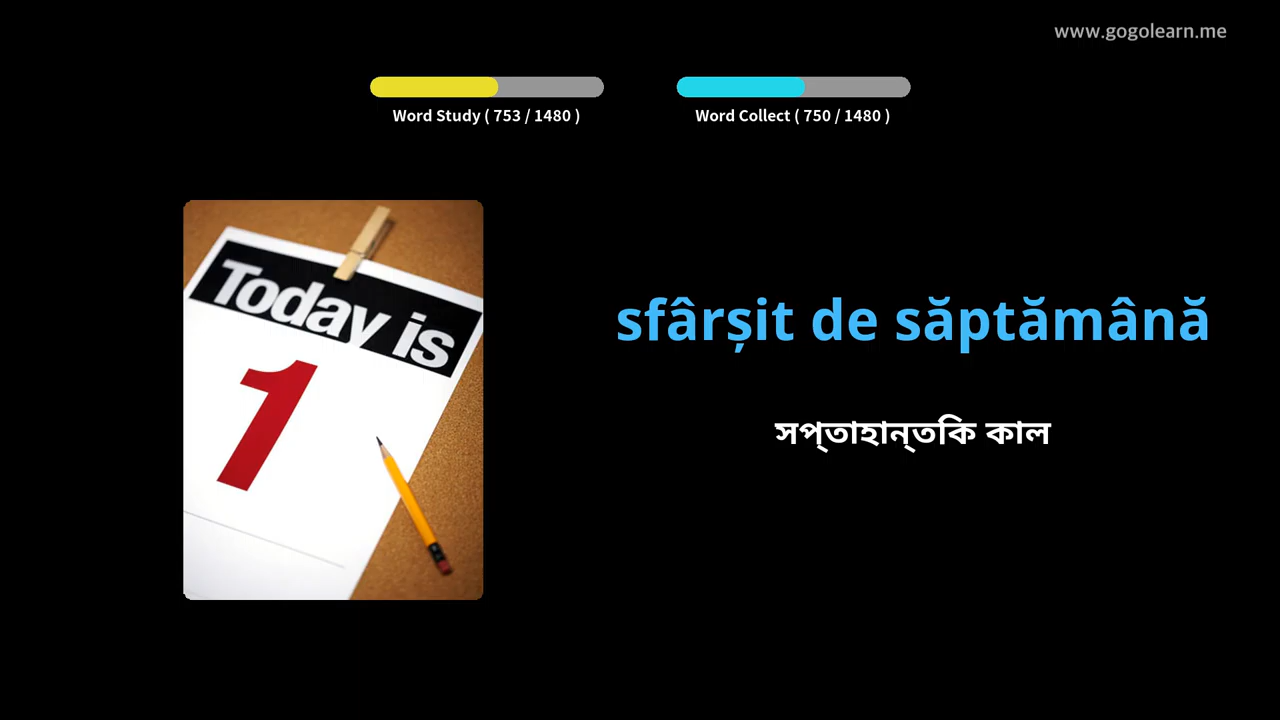 www.gogolearn.me
Word Study ( 753 / 1480 )
Word Collect ( 750 / 1480 )
Today is
1
sfârșit de săptămână
সপ্তাহান্তকি কাল